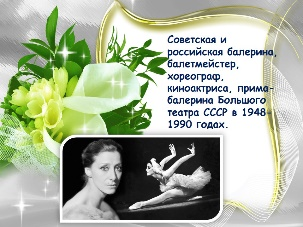 Советская и
российская балерина,
балетмейстер,
хореограф,
киноактриса, прима-
балерина Большого
театра СССР в 1948-
1990 годах.